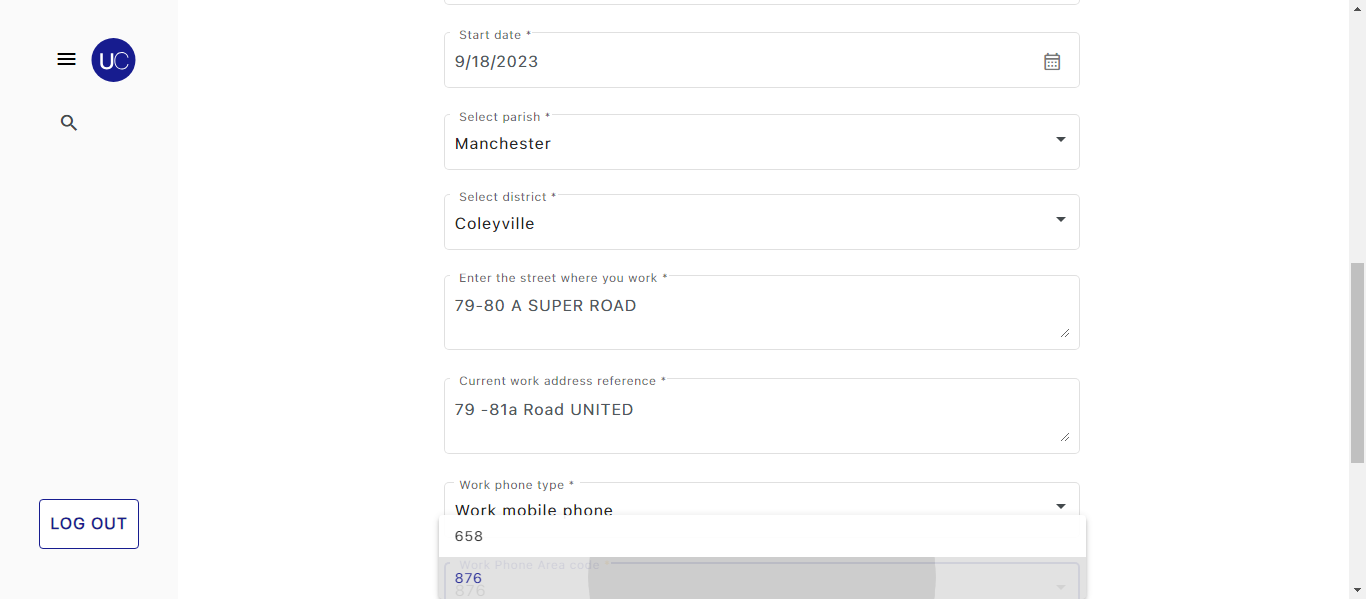 UC
Start date *
9/18/2023
Select parish *
Manchester
Select district *
Coleyville
Enter the street where you work *
79-80 A SUPER ROAD
Current work address reference *
79 -81a Road UNITED
LOG OUT
Work phone type *
Work mobile phone
658
Work Phone Area code *
876
876